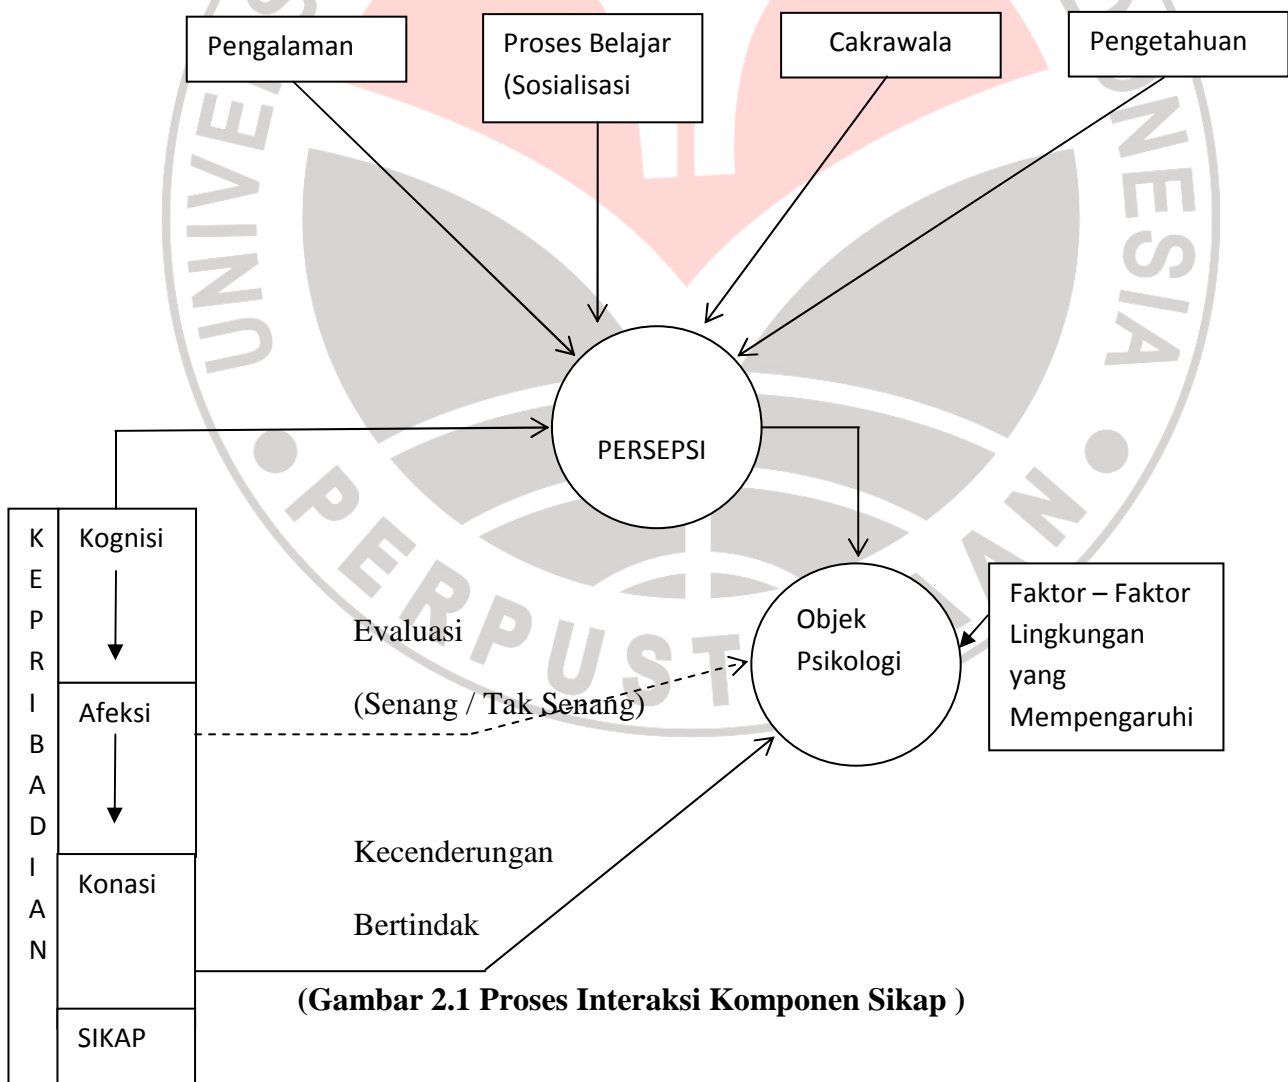 Pengalaman
Proses Belajar
(Sosialisasi
Cakrawala
Pengetahuan
PERSEPSI
KEPRIBADIAN
Kognisi
Afeksi
Konasi
SIKAP
Evaluasi
(Senang / Tak Senang)
Kecenderungan
Bertindak
Objek
Psikologi
Faktor – Faktor
Lingkungan
yang
Mempengaruhi
(Gambar 2.1 Proses Interaksi Komponen Sikap )